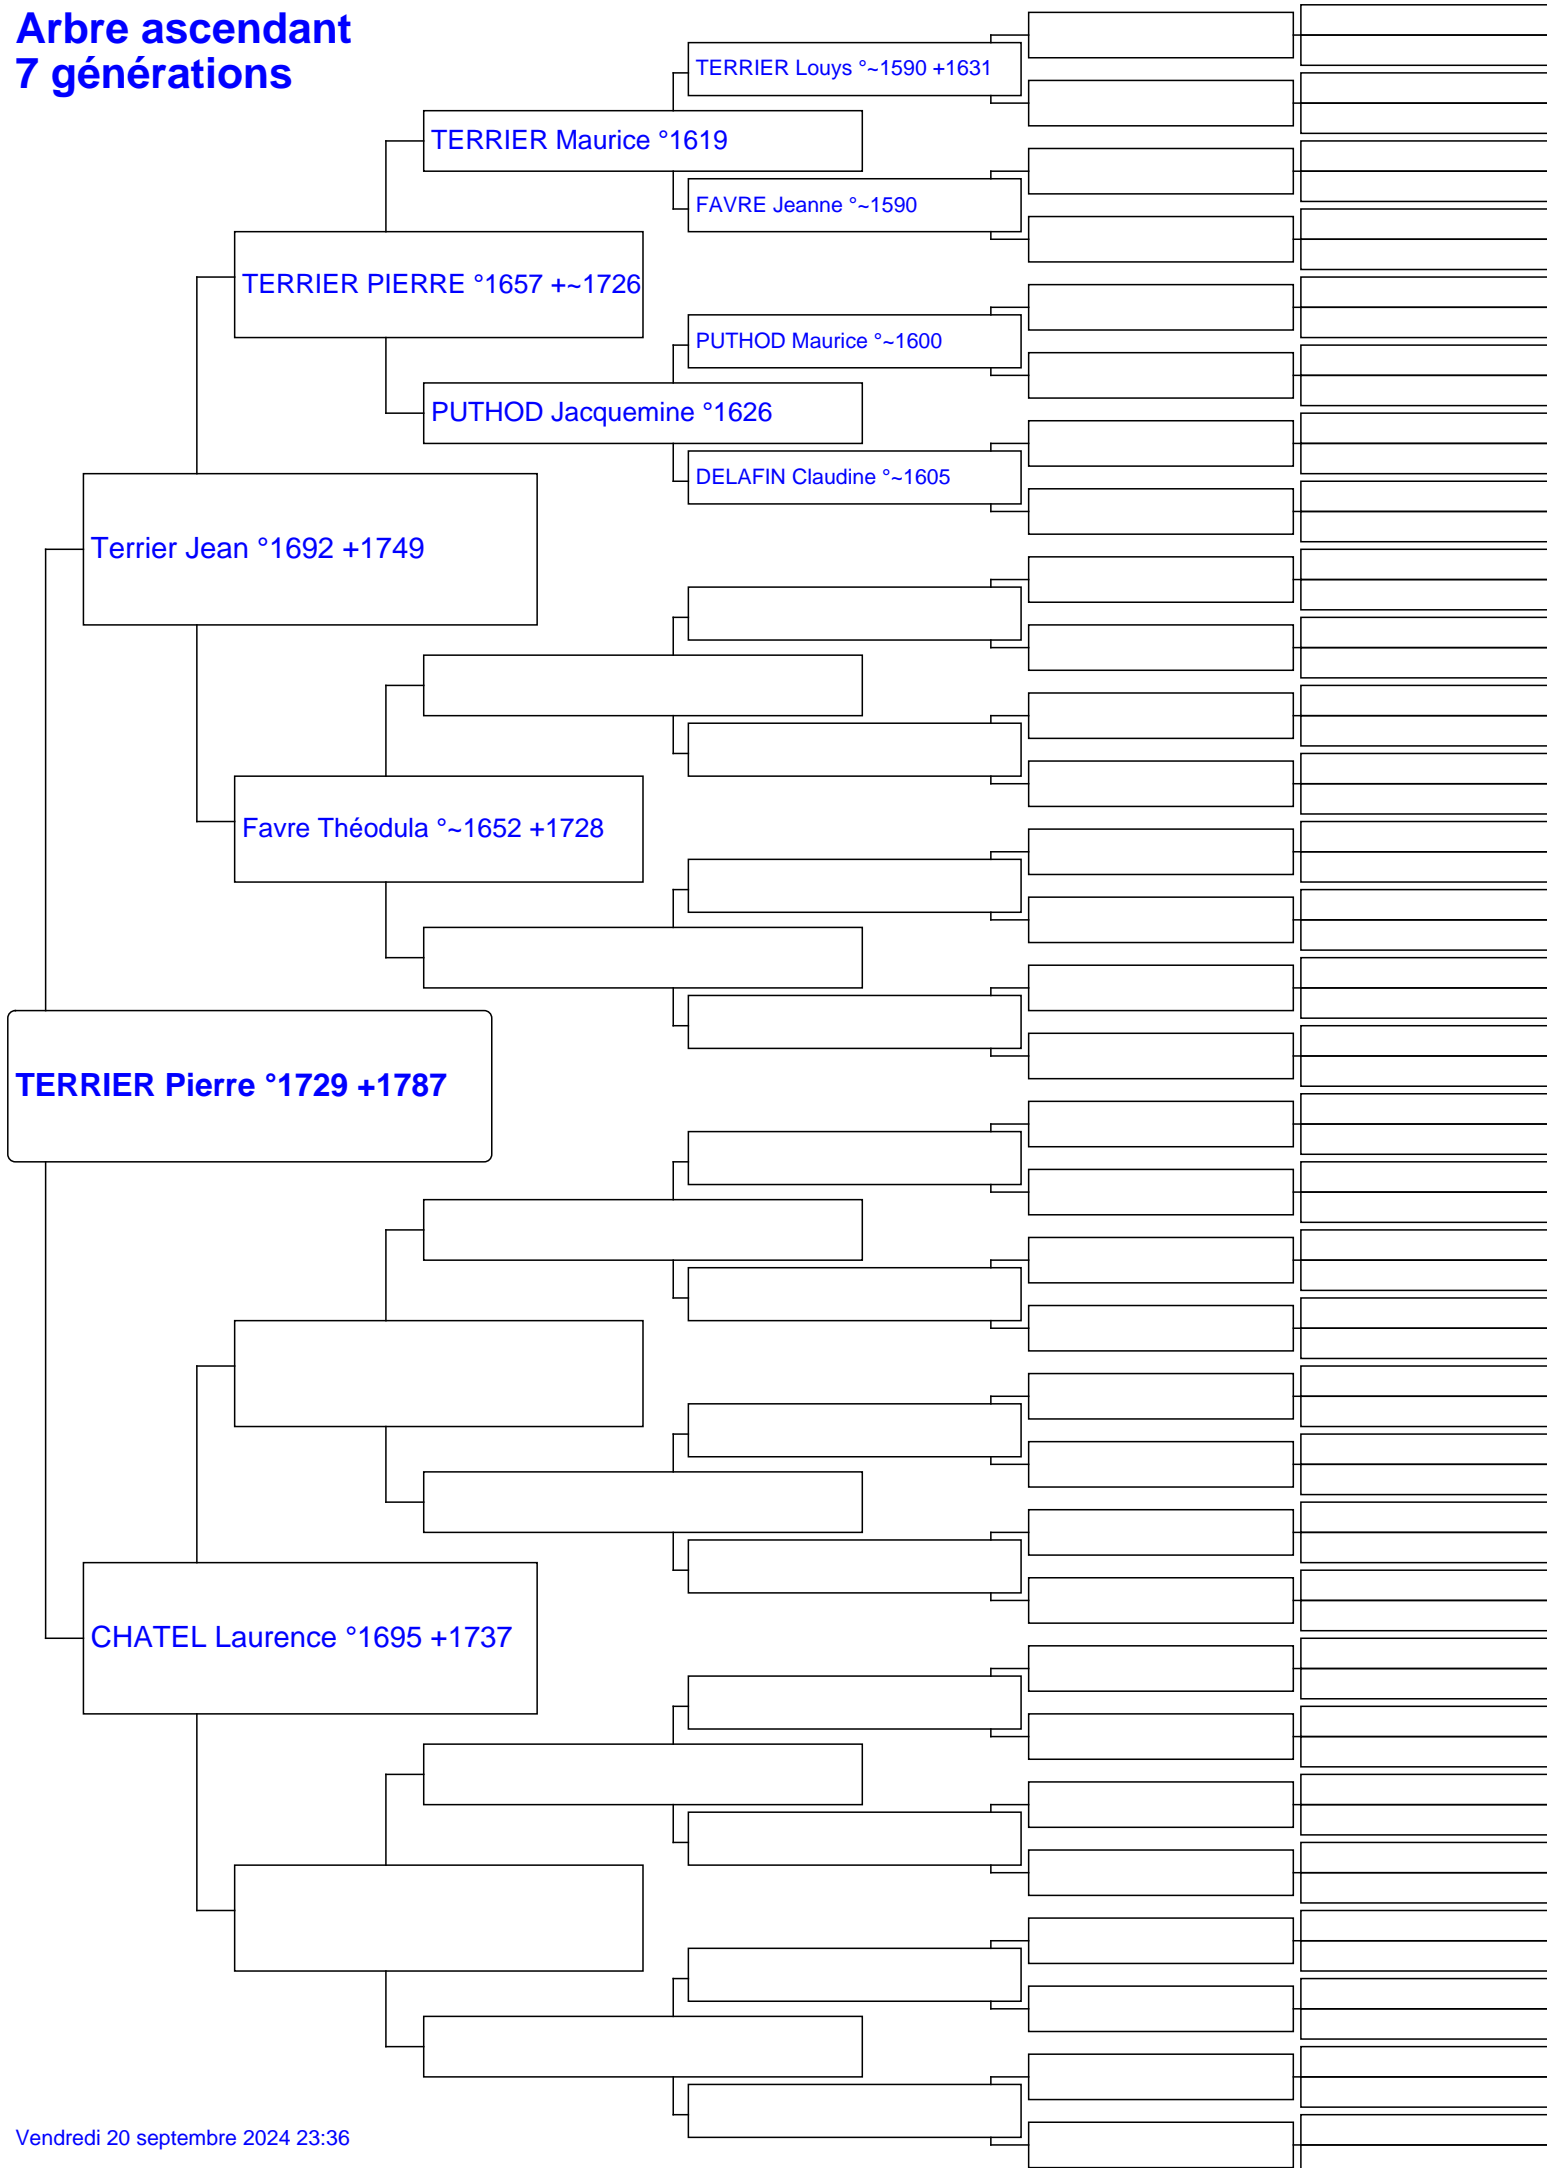 Arbre ascendant
7 générations
TERRIER Louys °~1590 +1631
TERRIER Maurice °1619
FAVRE Jeanne °~1590
TERRIER PIERRE °1657 +~1726
PUTHOD Maurice °~1600
PUTHOD Jacquemine °1626
DELAFIN Claudine °~1605
Terrier Jean °1692 +1749
Favre Théodula °~1652 +1728
TERRIER Pierre °1729 +1787
CHATEL Laurence °1695 +1737
Vendredi 20 septembre 2024 23:36